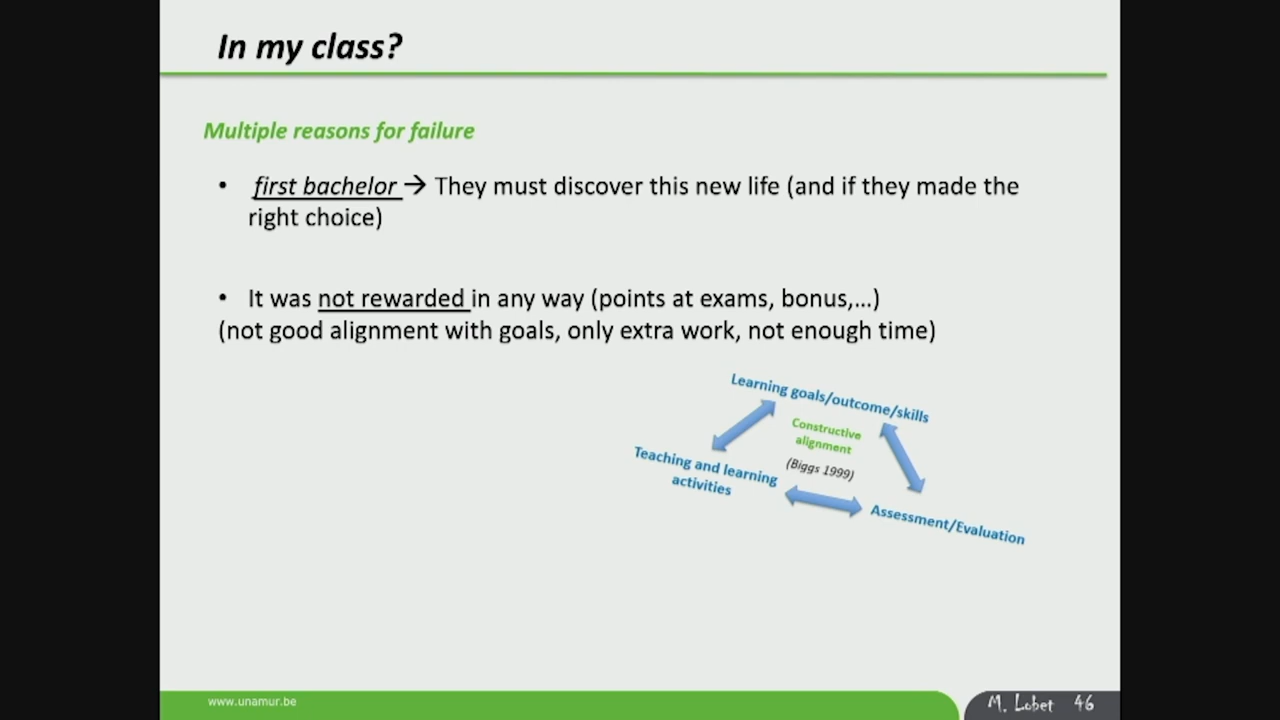 In my class?
Multiple reasons for failure
• first bachelor → They must discover this new life (and if they made the
right choice)
• It was not rewarded in any way (points at exams, bonus,...)
(not good alignment with goals, only extra work, not enough time)
Learning goals/outcome/skills
Constructive
alignment
(Biggs 1999)
Teaching and learning
activities
Assessment/Evaluation
www.unamur.be
M. Lobet 46